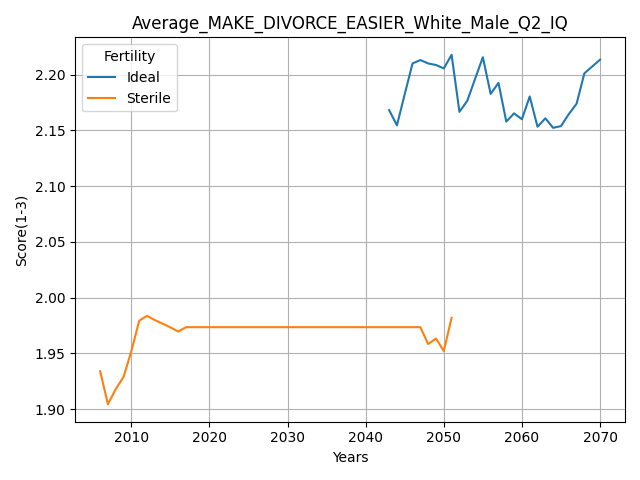 Average_MAKE_DIVORCE_EASIER_White_Male_Q2_IQ
Fertility
Ideal
Sterile
Score(1-3)
2.20
2.15
2.10
2.05
2.00
1.95
1.90
2010 2020 2030 2040 2050 2060 2070
Years